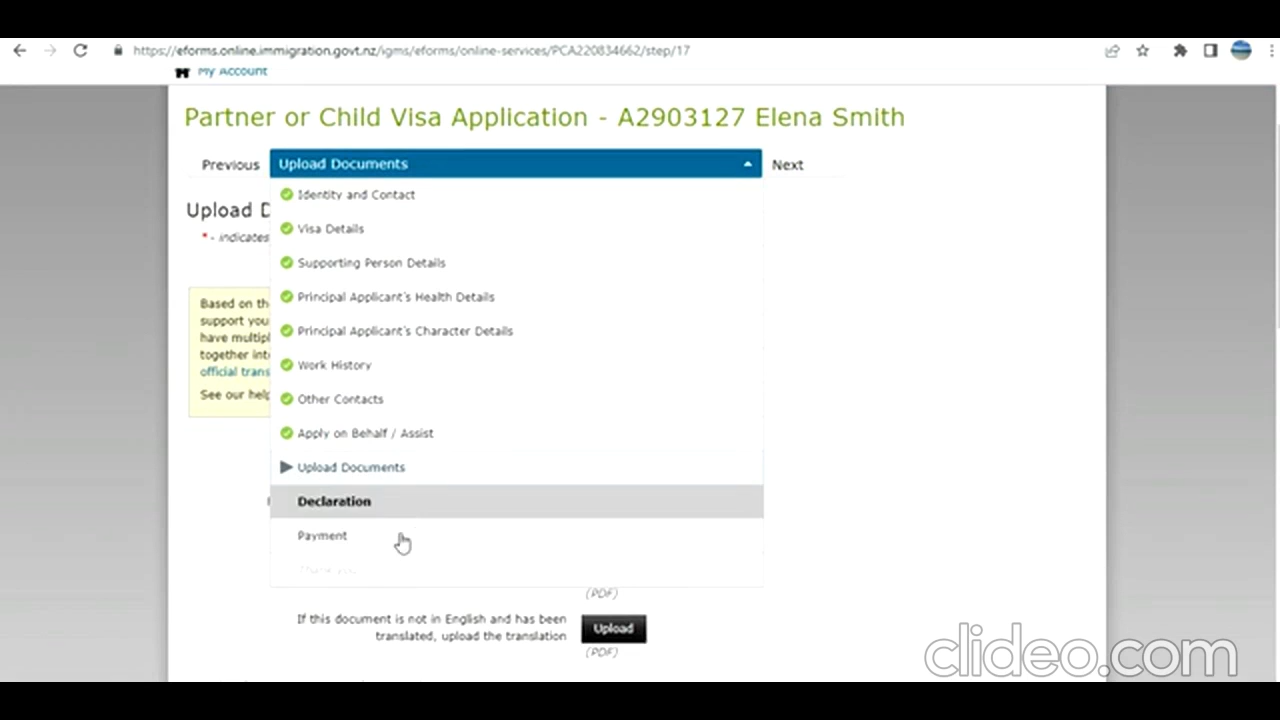 https://eforms.online.immigration.govt.nz/igms/eforms/online-services/PCA220834662/step/17
My Account
Partner or Child Visa Application - A2903127 Elena Smith
Previous
Upload Documents
Next
Identity and Contact
Upload D
Visa Details
* - indicates
Supporting Person Details
Principal Applicant's Health Details
Based on th
support you
Principal Applicant's Character Details
have multipl
together int
Work History
official trans
See our help
Other Contacts
Apply on Behalf / Assist
Upload Documents
Declaration
Payment
(PDF)
If this document is not in English and has been
translated, upload the translation
Upload
(PDF)
clideo.com